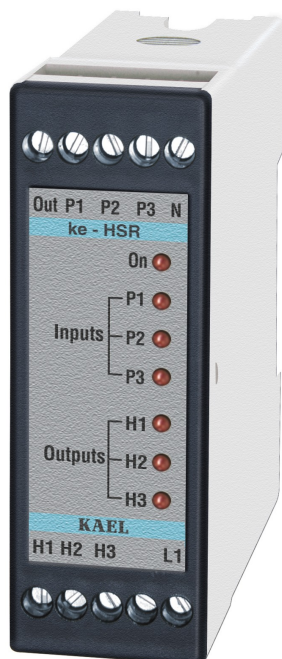 Out P1 P2 P3 N
ke - HSR
On
P1
Inputs
P2
P3
H1
Outputs
H2
H3
KAEL
H1 H2 H3 L1